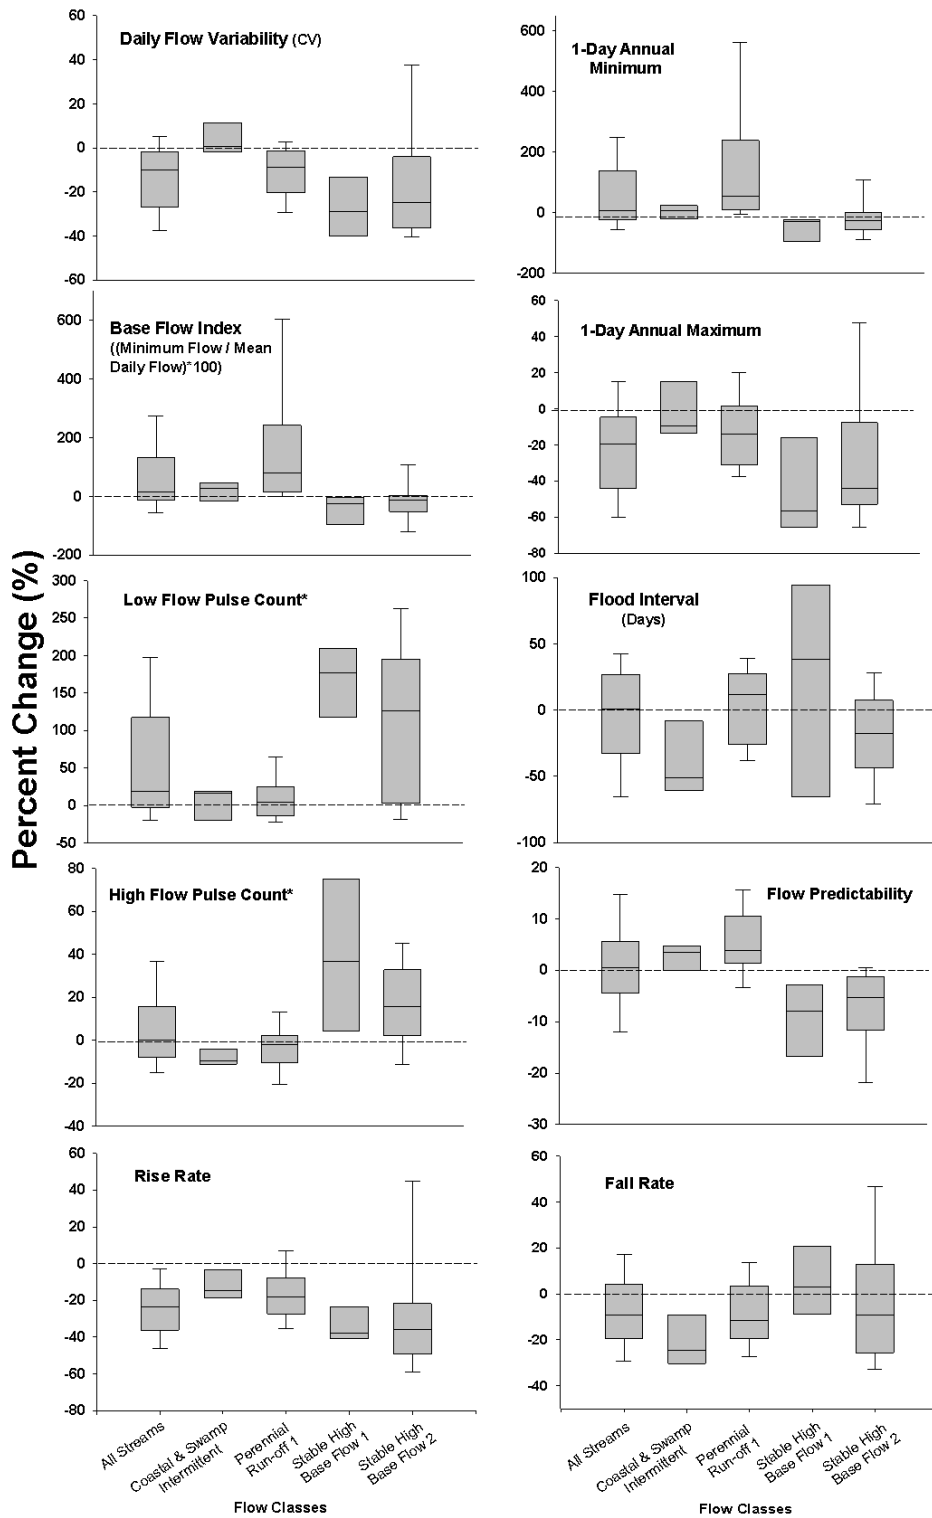 Percent Change (%)
Daily Flow Variability (CV)
60
40
20
0
-20
-40
-60
1-Day Annual
Minimum
600
400
200
0
-200
Base Flow Index
((Minimum Flow / Mean
Daily Flow)*100)
600
400
200
0
-200
1-Day Annual Maximum
60
40
20
0
-20
-40
-60
-80
Low Flow Pulse Count*
300
250
200
150
100
50
0
-50
Flood Interval
(Days)
100
50
0
-50
-100
High Flow Pulse Count*
80
60
40
20
0
-20
-40
Flow Predictability
20
10
0
-10
-20
-30
Rise Rate
60
40
20
0
-20
-40
-60
-80
All Streams
Coastal & Swamp
Intermittent
Perennial
Run-off 1
Stable High
Base Flow 1
Stable High
Base Flow 2
Flow Classes
Fall Rate
60
40
20
0
-20
-40
All Streams
Coastal & Swamp
Intermittent
Perennial
Run-off 1
Stable High
Base Flow 1
Stable High
Base Flow 2
Flow Classes